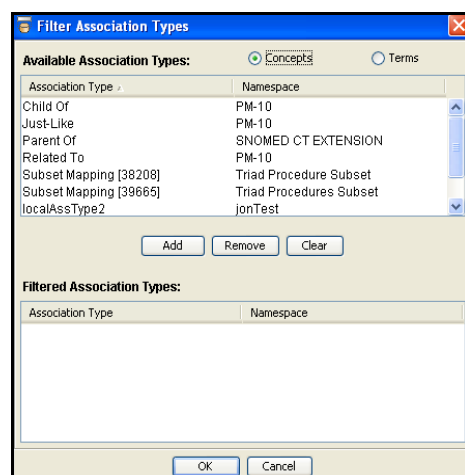 Filter Association Types
Available Association Types: Concepts Terms
Association Type Namespace
Child Of PM-10
Just-Like PM-10
Parent Of SNOMED CT EXTENSION
Related To PM-10
Subset Mapping [38208] Triad Procedure Subset
Subset Mapping [39665] Triad Procedures Subset
localAssType2 jonTest
Add Remove Clear
Filtered Association Types:
Association Type Namespace
OK Cancel